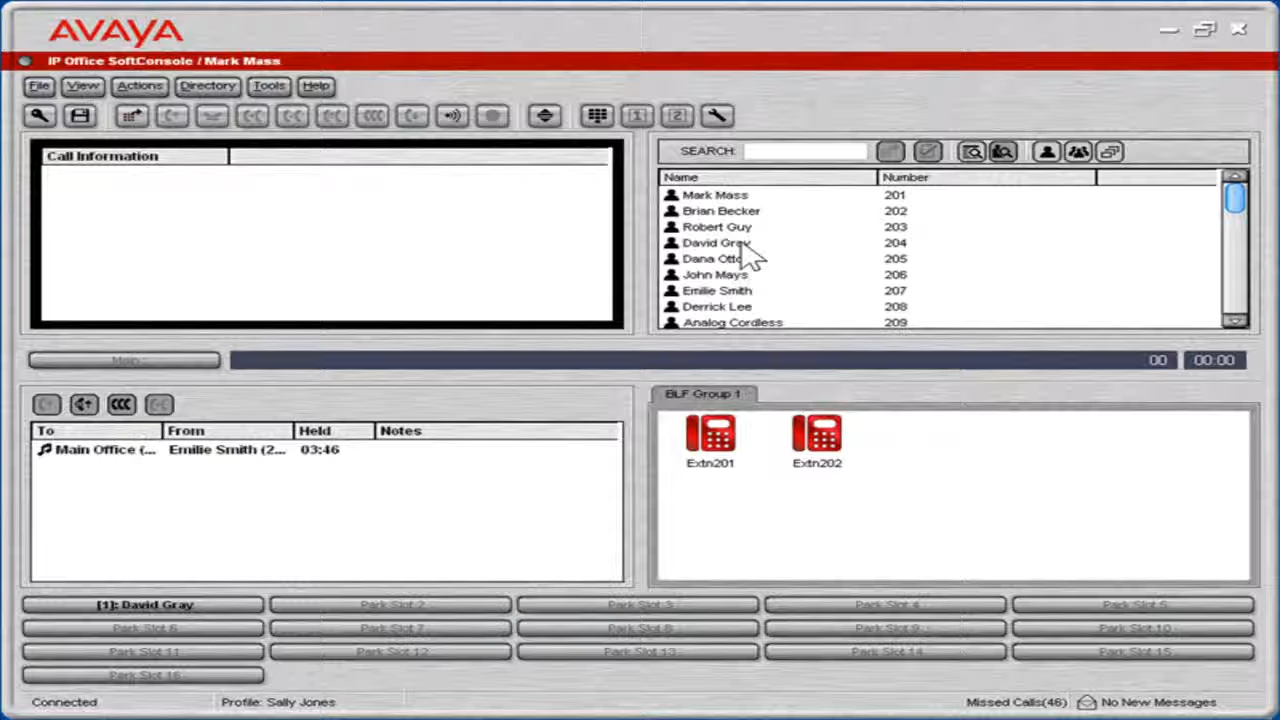 AVAYA
IP Office SoftConsole / Mark Mass
File View Actions Directory Tools Help
1 2
Call Information
SEARCH:
Name Number
Mark Mass 201
Brian Becker 202
Robert Guy 203
David Gray 204
Dana Otto 205
John Mays 206
Emilie Smith 207
Derrick Lee 208
Analog Cordless 209
Main :
00 00:00
To From Held Notes
Main Office (... Emilie Smith (2... 03:46
BLF Group 1
Extn201 Extn202
[1]: David Gray Park Slot 2 Park Slot 3 Park Slot 4 Park Slot 5
Park Slot 6 Park Slot 7 Park Slot 8 Park Slot 9 Park Slot 10
Park Slot 11 Park Slot 12 Park Slot 13 Park Slot 14 Park Slot 15
Park Slot 16
Connected Profile: Sally Jones Missed Calls(46) No New Messages